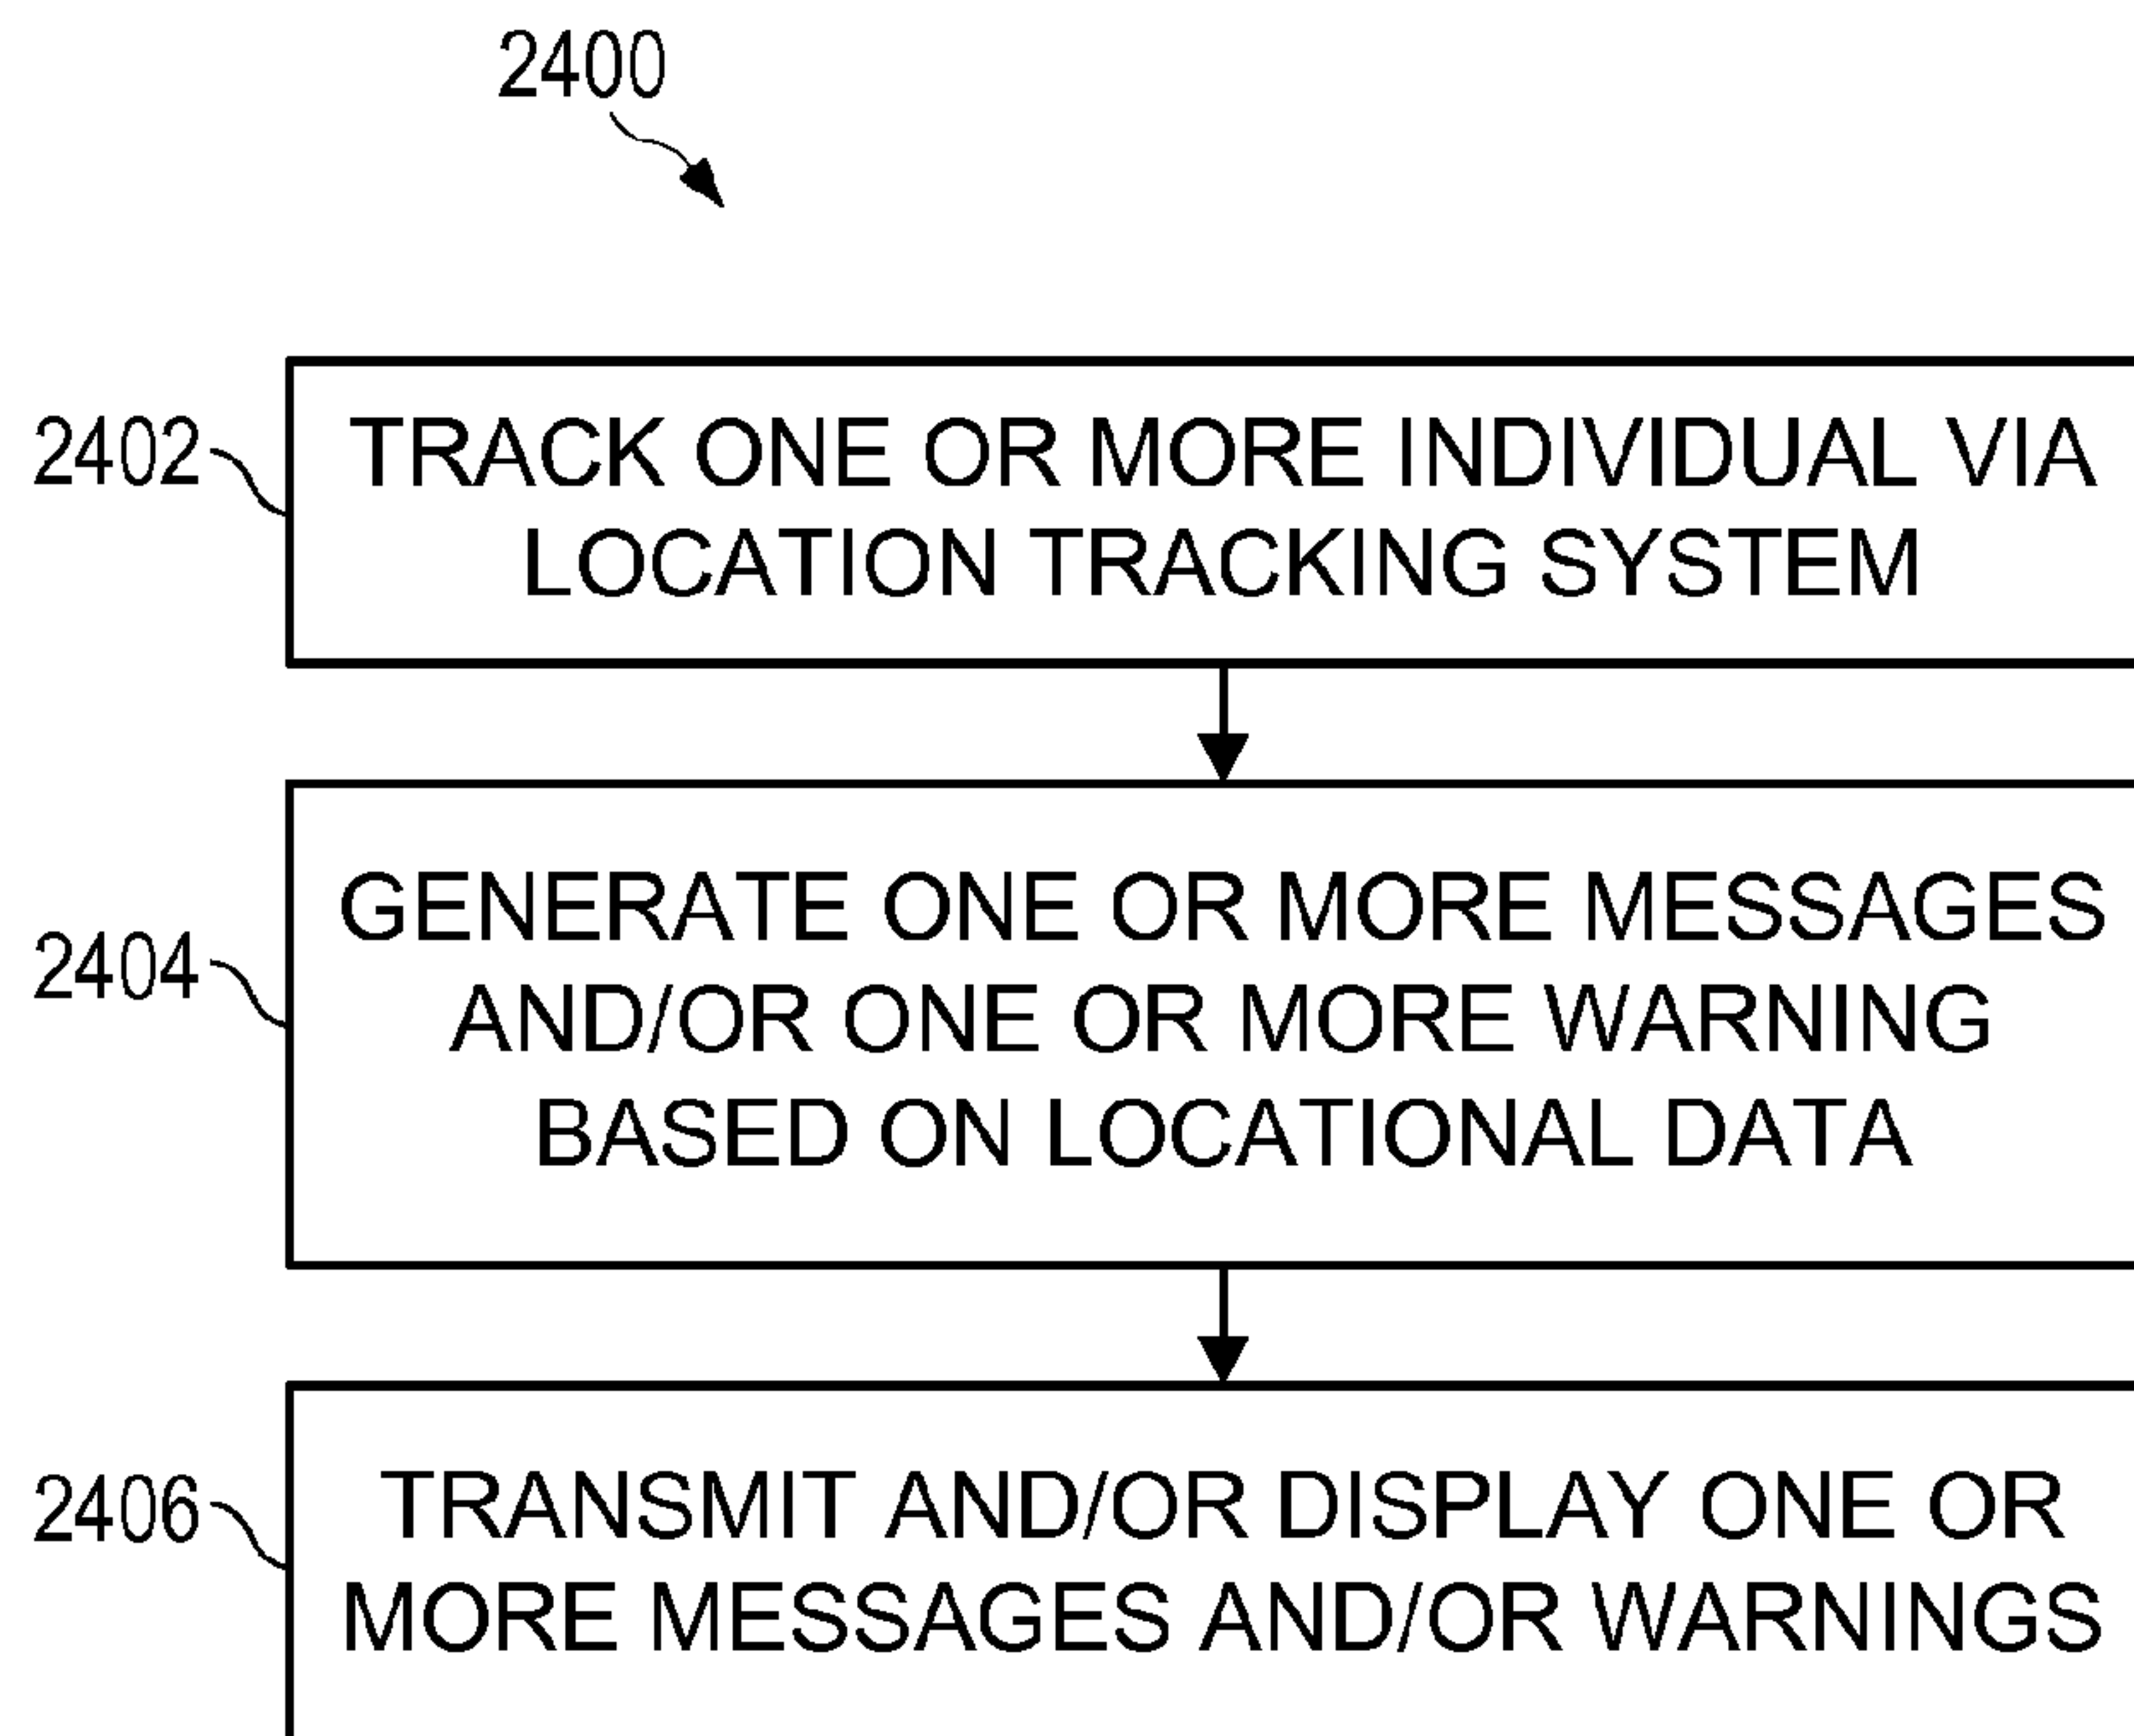 2400
2402
TRACK ONE OR MORE INDIVIDUAL VIA
LOCATION TRACKING SYSTEM
2404
GENERATE ONE OR MORE MESSAGES
AND/OR ONE OR MORE WARNING
BASED ON LOCATIONAL DATA
2406
TRANSMIT AND/OR DISPLAY ONE OR
MORE MESSAGES AND/OR WARNINGS